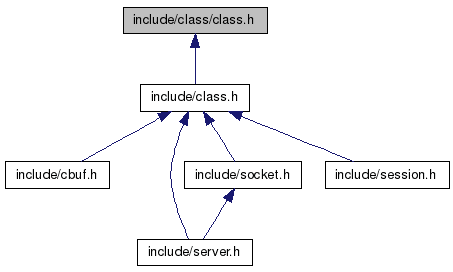 include/class/class.h
include/class.h
include/cbuf.h
include/socket.h
include/session.h
include/server.h